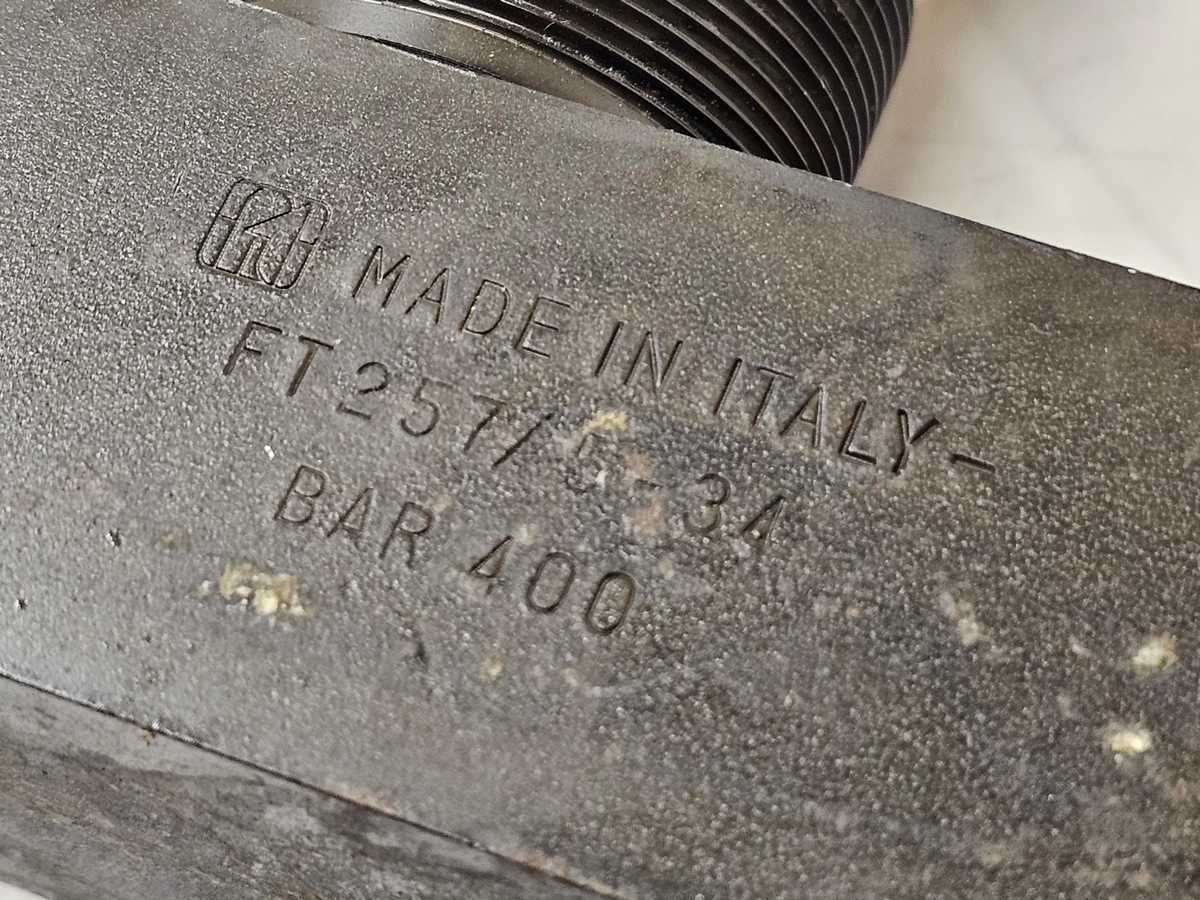 MADE IN ITALY-
FT257/5-34
BAR 400